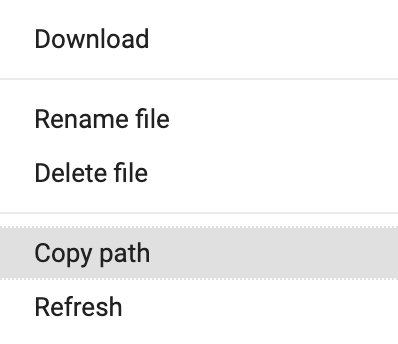 Download
Rename file
Delete file
Copy path
Refresh